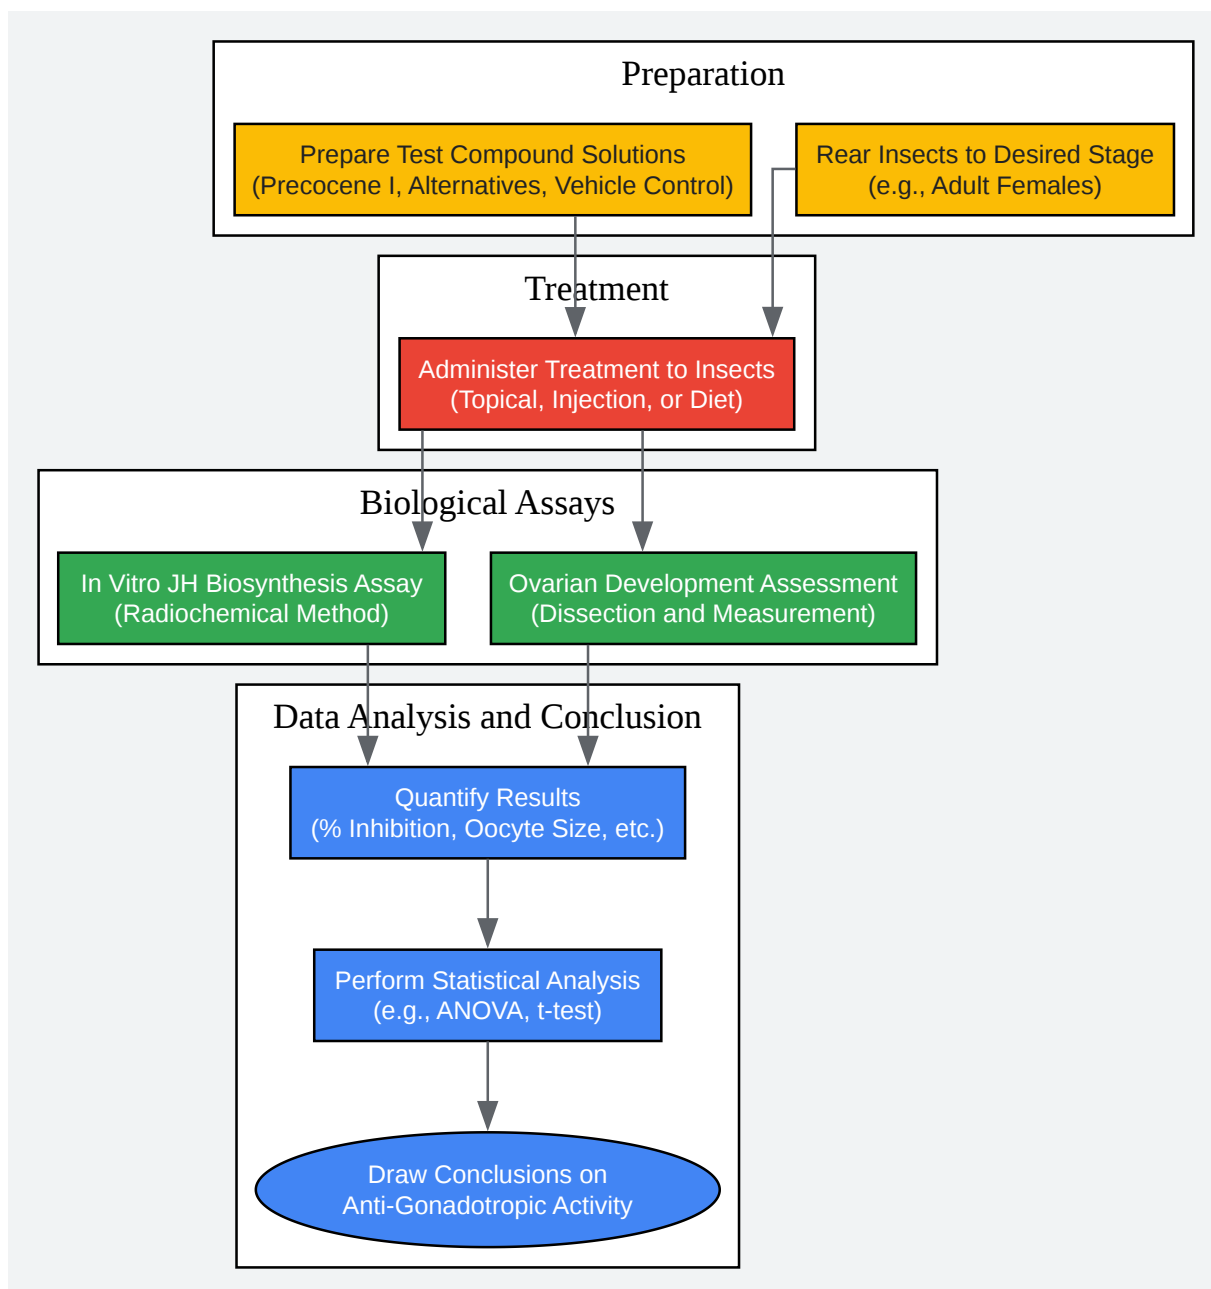 Preparation
Prepare Test Compound Solutions
(Precocene I, Alternatives, Vehicle Control)
Rear Insects to Desired Stage
(e.g., Adult Females)
Treatment
Administer Treatment to Insects
(Topical, Injection, or Diet)
Biological Assays
In Vitro JH Biosynthesis Assay
(Radiochemical Method)
Ovarian Development Assessment
(Dissection and Measurement)
Data Analysis and Conclusion
Quantify Results
(% Inhibition, Oocyte Size, etc.)
Perform Statistical Analysis
(e.g., ANOVA, t-test)
Draw Conclusions on
Anti-Gonadotropic Activity